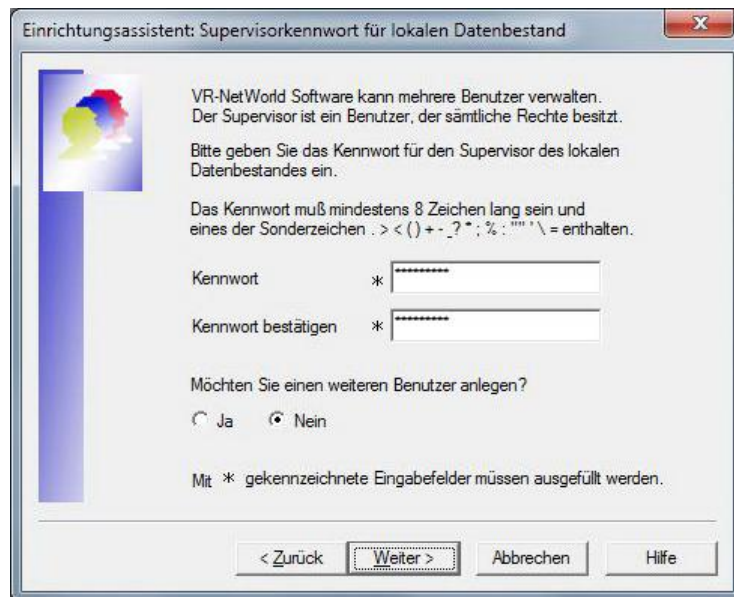 Einrichtungsassistent: Supervisorkennwort für lokalen Datenbestand
VR-NetWorld Software kann mehrere Benutzer verwalten.
Der Supervisor ist ein Benutzer, der sämtliche Rechte besitzt.
Bitte geben Sie das Kennwort für den Supervisor des lokalen
Datenbestandes ein.
Das Kennwort muß mindestens 8 Zeichen lang sein und
eines der Sonderzeichen . > < ( ) + - _ ? * ; % : "" ' \ = enthalten.
Kennwort * *********
Kennwort bestätigen * *********
Möchten Sie einen weiteren Benutzer anlegen?
Ja Nein
Mit * gekennzeichnete Eingabefelder müssen ausgefüllt werden.
< Zurück Weiter > Abbrechen Hilfe